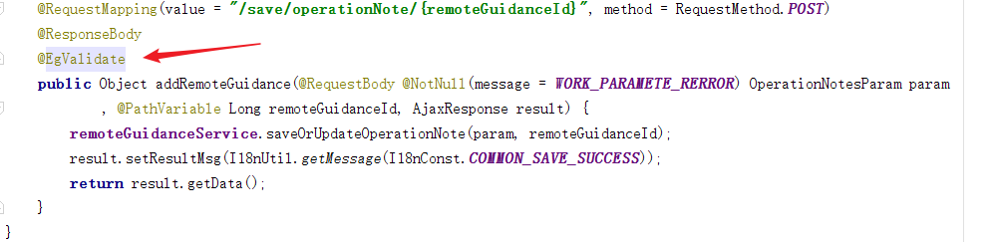 @RequestMapping(value = "/save/operationNote/{remoteGuidanceId}", method = RequestMethod.POST)
@ResponseBody
@EgValidate
public Object addRemoteGuidance(@RequestBody @NotNull(message = WORK_PARAMETE_RERROR) OperationNotesParam param
, @PathVariable Long remoteGuidanceId, AjaxResponse result) {
remoteGuidanceService.saveOrUpdateOperationNote(param, remoteGuidanceId);
result.setResultMsg(I18nUtil.getMessage(I18nConst.COMMON_SAVE_SUCCESS));
return result.getData();
}
}